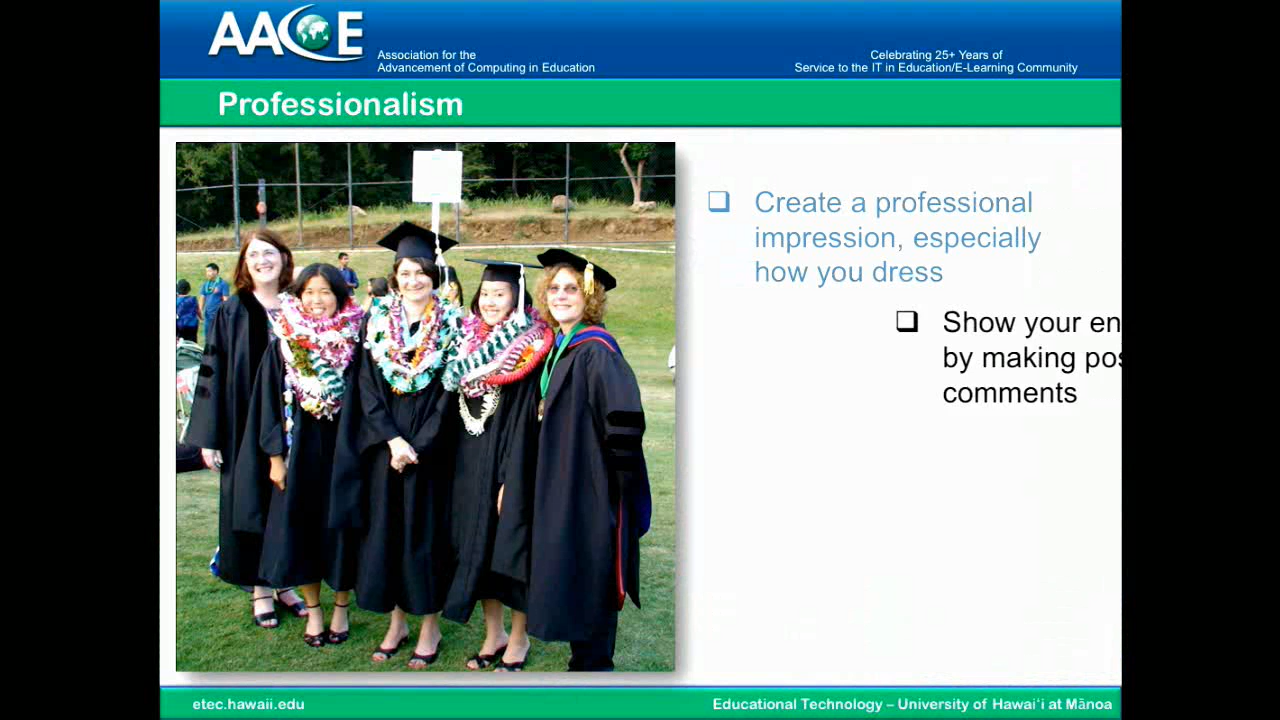 AACE
Association for the
Advancement of Computing in Education
Celebrating 25+ Years of
Service to the IT in Education/E-Learning Community
Professionalism
Create a professional
impression, especially
how you dress
Show your en
by making pos
comments
etec.hawaii.edu
Educational Technology – University of Hawaiʻi at Mānoa